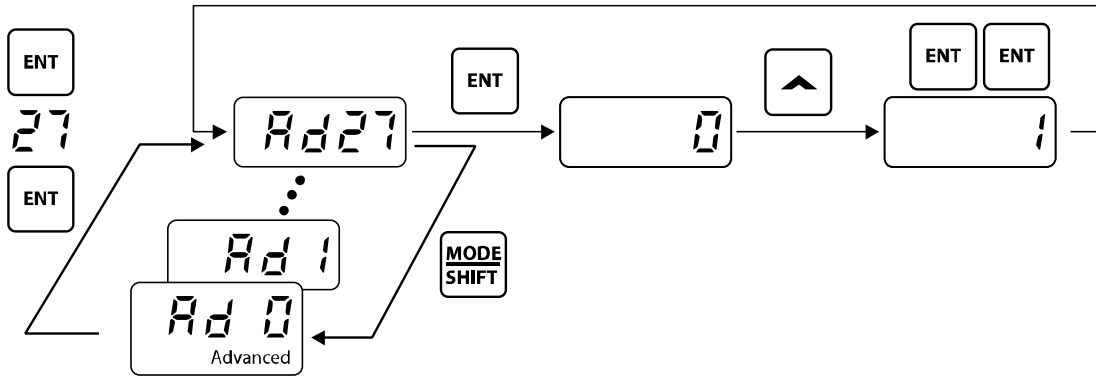 ENT
27
ENT
Ad27
ENT
0
ENT ENT
1
Ad 1
Ad 0
Advanced
MODE
SHIFT